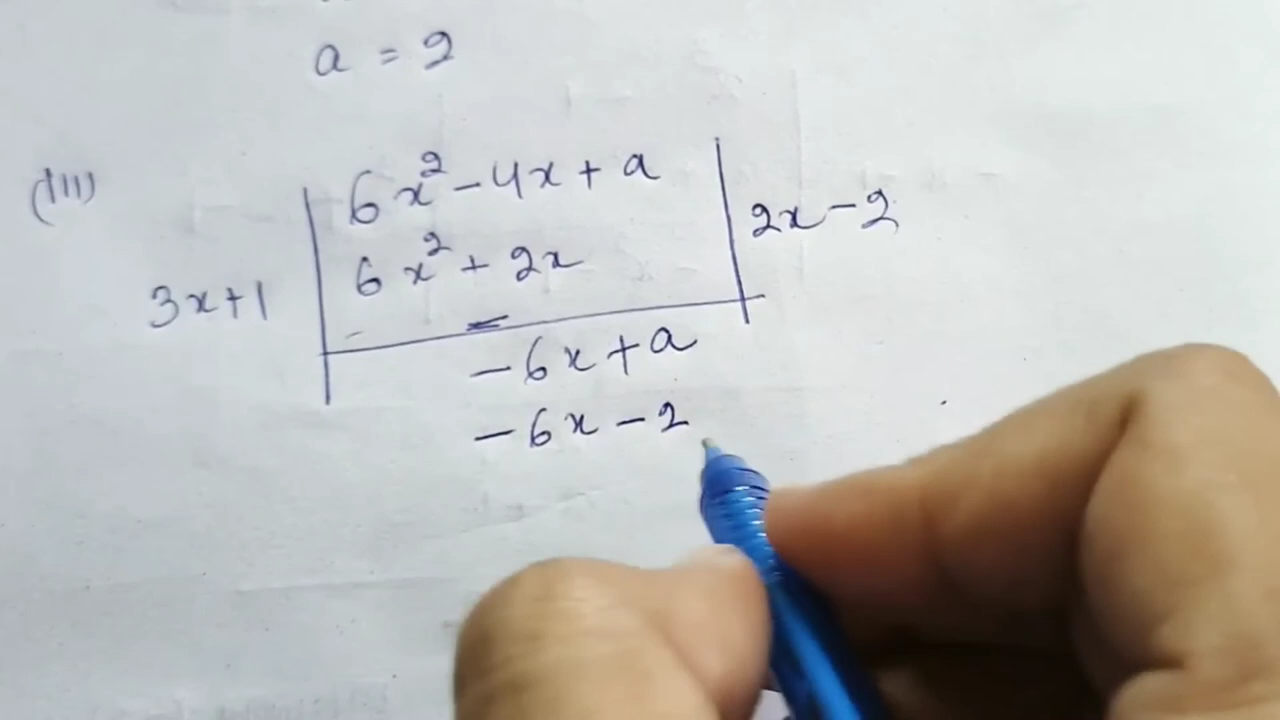 a = 2
(III)
6x² - 4x + a
2x - 2
3x + 1
6x² + 2x
- -
- 6x + a
- 6x - 2